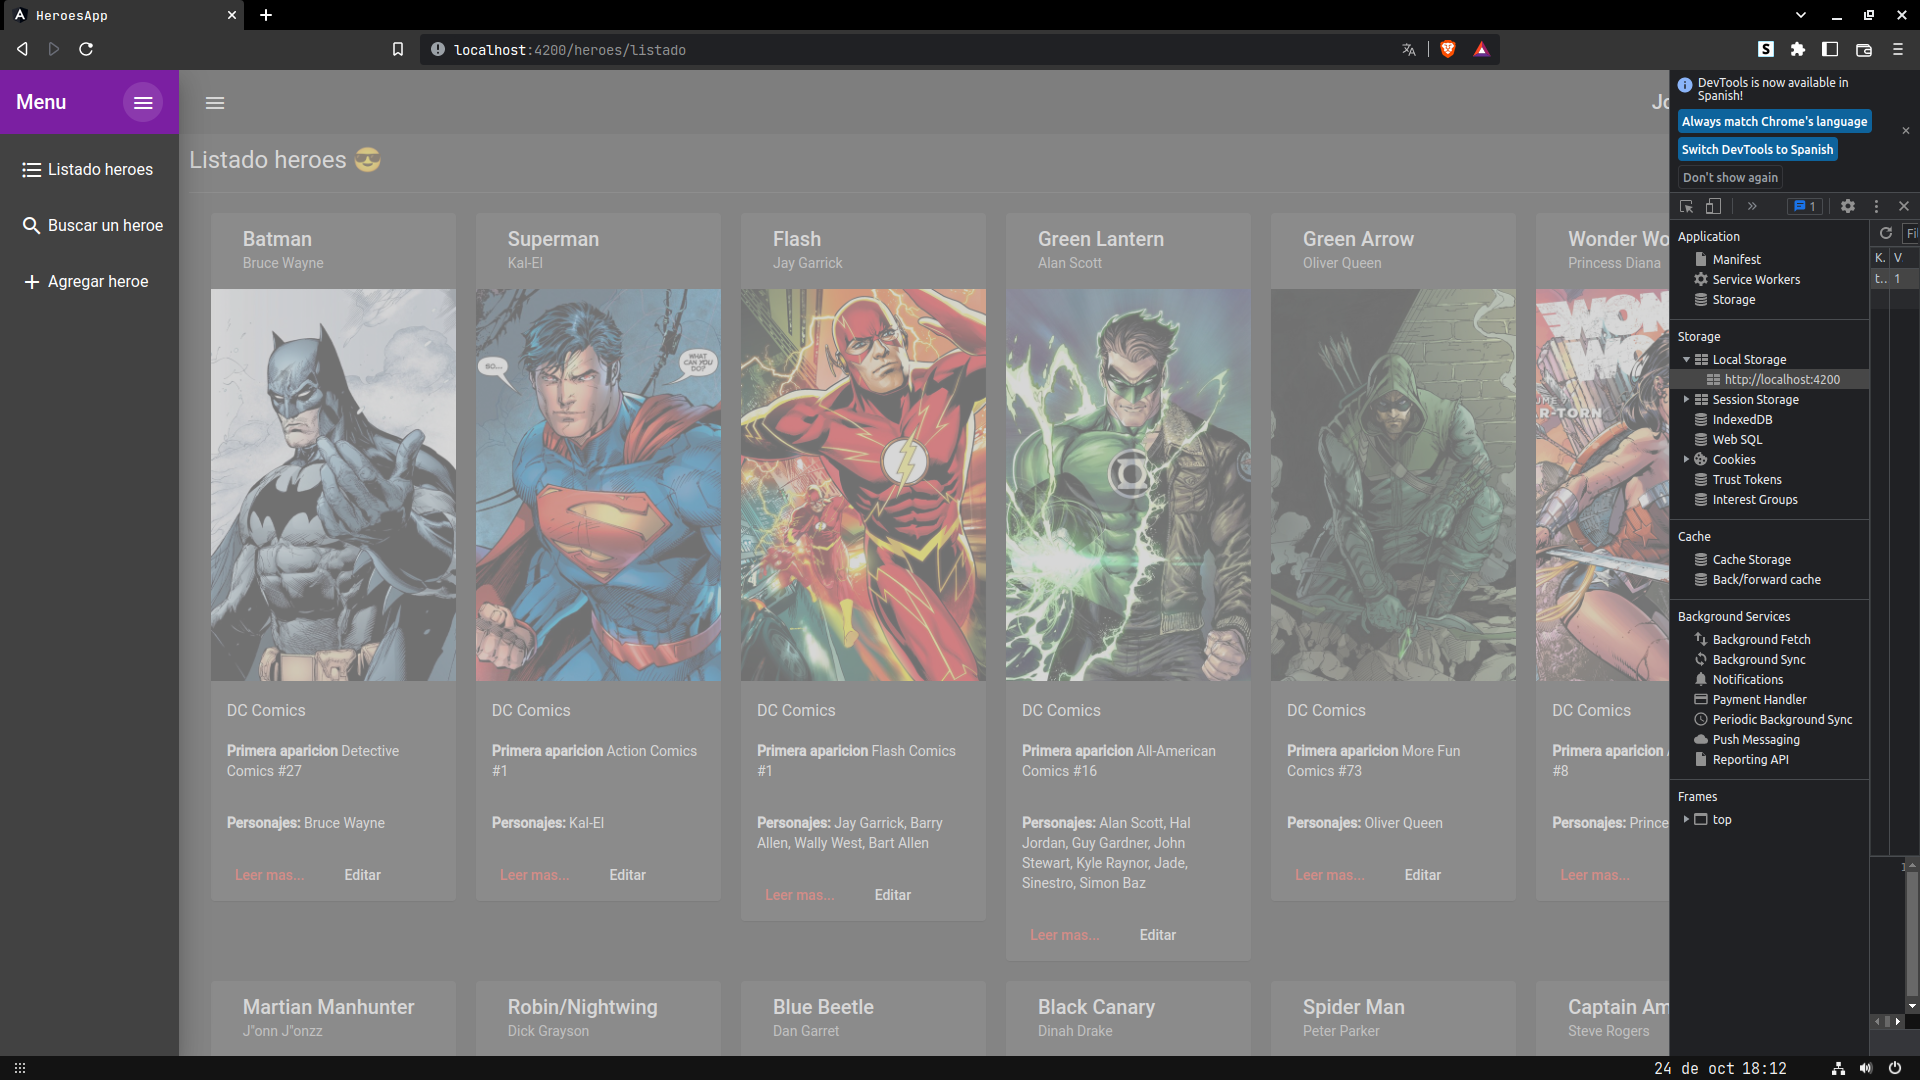 HeroesApp
localhost:4200/heroes/listado
Menu
Listado heroes
Buscar un heroe
Agregar heroe
Jo
Listado heroes 😎
Batman
Bruce Wayne
DC Comics
Primera aparicion Detective
Comics #27
Personajes: Bruce Wayne
Leer mas... Editar
Superman
Kal-El
SO...
WHAT
CAN YOU
DO?
DC Comics
Primera aparicion Action Comics
#1
Personajes: Kal-El
Leer mas... Editar
Flash
Jay Garrick
DC Comics
Primera aparicion Flash Comics
#1
Personajes: Jay Garrick, Barry
Allen, Wally West, Bart Allen
Leer mas... Editar
Green Lantern
Alan Scott
DC Comics
Primera aparicion All-American
Comics #16
Personajes: Alan Scott, Hal
Jordan, Guy Gardner, John
Stewart, Kyle Raynor, Jade,
Sinestro, Simon Baz
Leer mas... Editar
Green Arrow
Oliver Queen
DC Comics
Primera aparicion More Fun
Comics #73
Personajes: Oliver Queen
Leer mas... Editar
Wonder Wo
Princess Diana
WON
WO
UME 7
R-TORN
DC Comics
Primera aparicion
#8
Personajes: Prince
Leer mas...
Martian Manhunter
J"onn J"onzz
Robin/Nightwing
Dick Grayson
Blue Beetle
Dan Garret
Black Canary
Dinah Drake
Spider Man
Peter Parker
Captain Am
Steve Rogers
DevTools is now available in
Spanish!
Always match Chrome's language
Switch DevTools to Spanish
Don't show again
1
Application
Manifest
Service Workers
Storage
Storage
Local Storage
http://localhost:4200
Session Storage
IndexedDB
Web SQL
Cookies
Trust Tokens
Interest Groups
Cache
Cache Storage
Back/forward cache
Background Services
Background Fetch
Background Sync
Notifications
Payment Handler
Periodic Background Sync
Push Messaging
Reporting API
Frames
top
Fi
K. V
t.. 1
1
24 de oct 18:12